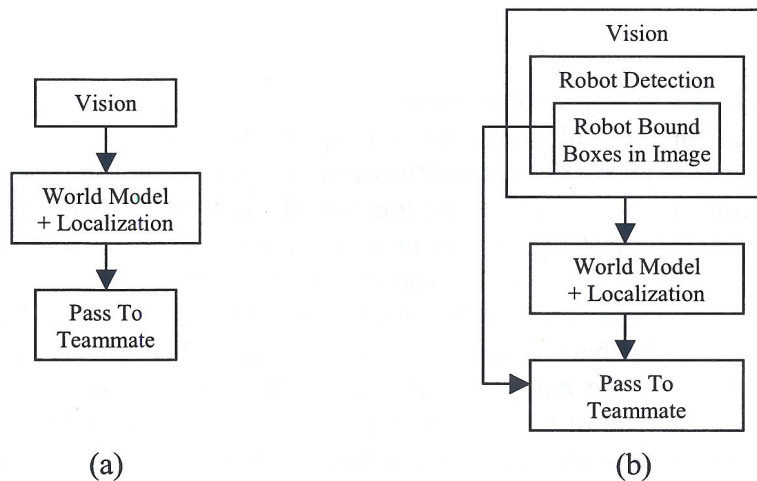 Vision
World Model
+ Localization
Pass To
Teammate
(a)
Vision
Robot Detection
Robot Bound
Boxes in Image
World Model
+ Localization
Pass To
Teammate
(b)